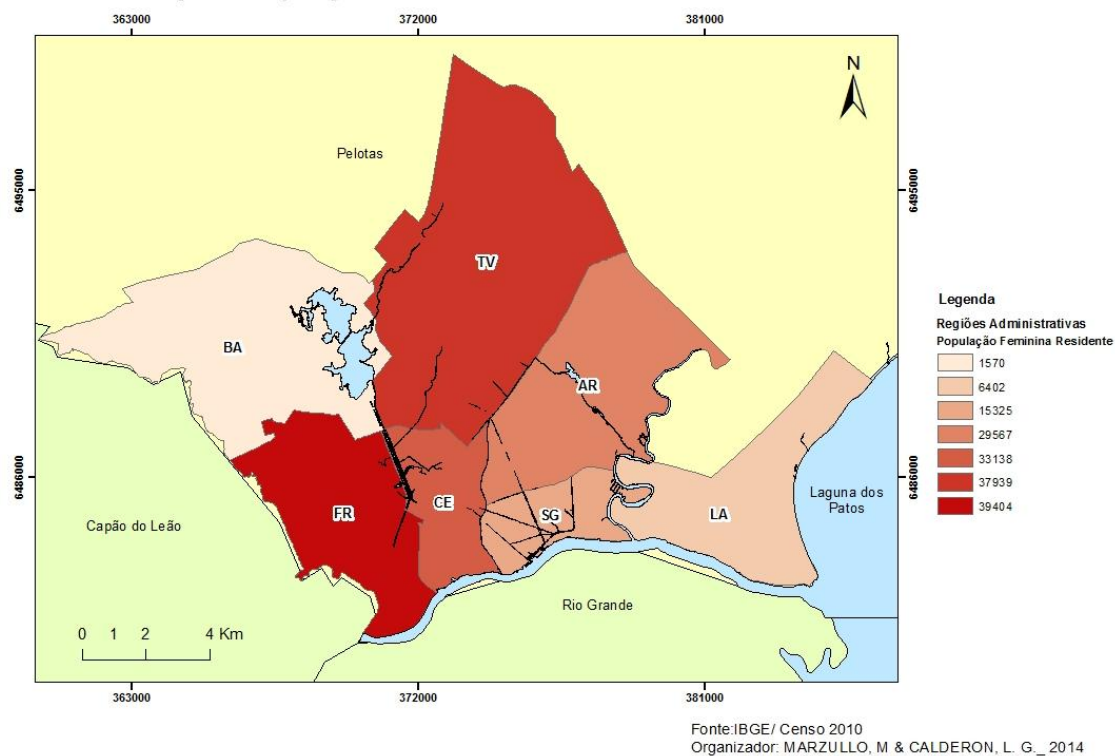 363000
372000
381000
N
Pelotas
6495000
6495000
TV
BA
AR
Legenda
Regiões Administrativas
População Feminina Residente
1570
6402
15325
29567
33138
37939
39404
6486000
6486000
FR
CE
SG
LA
Laguna dos
Patos
Capão do Leão
Rio Grande
0 1 2 4 Km
363000
372000
381000
Fonte:IBGE/ Censo 2010
Organizador: MARZULLO, M & CALDERON, L. G._ 2014